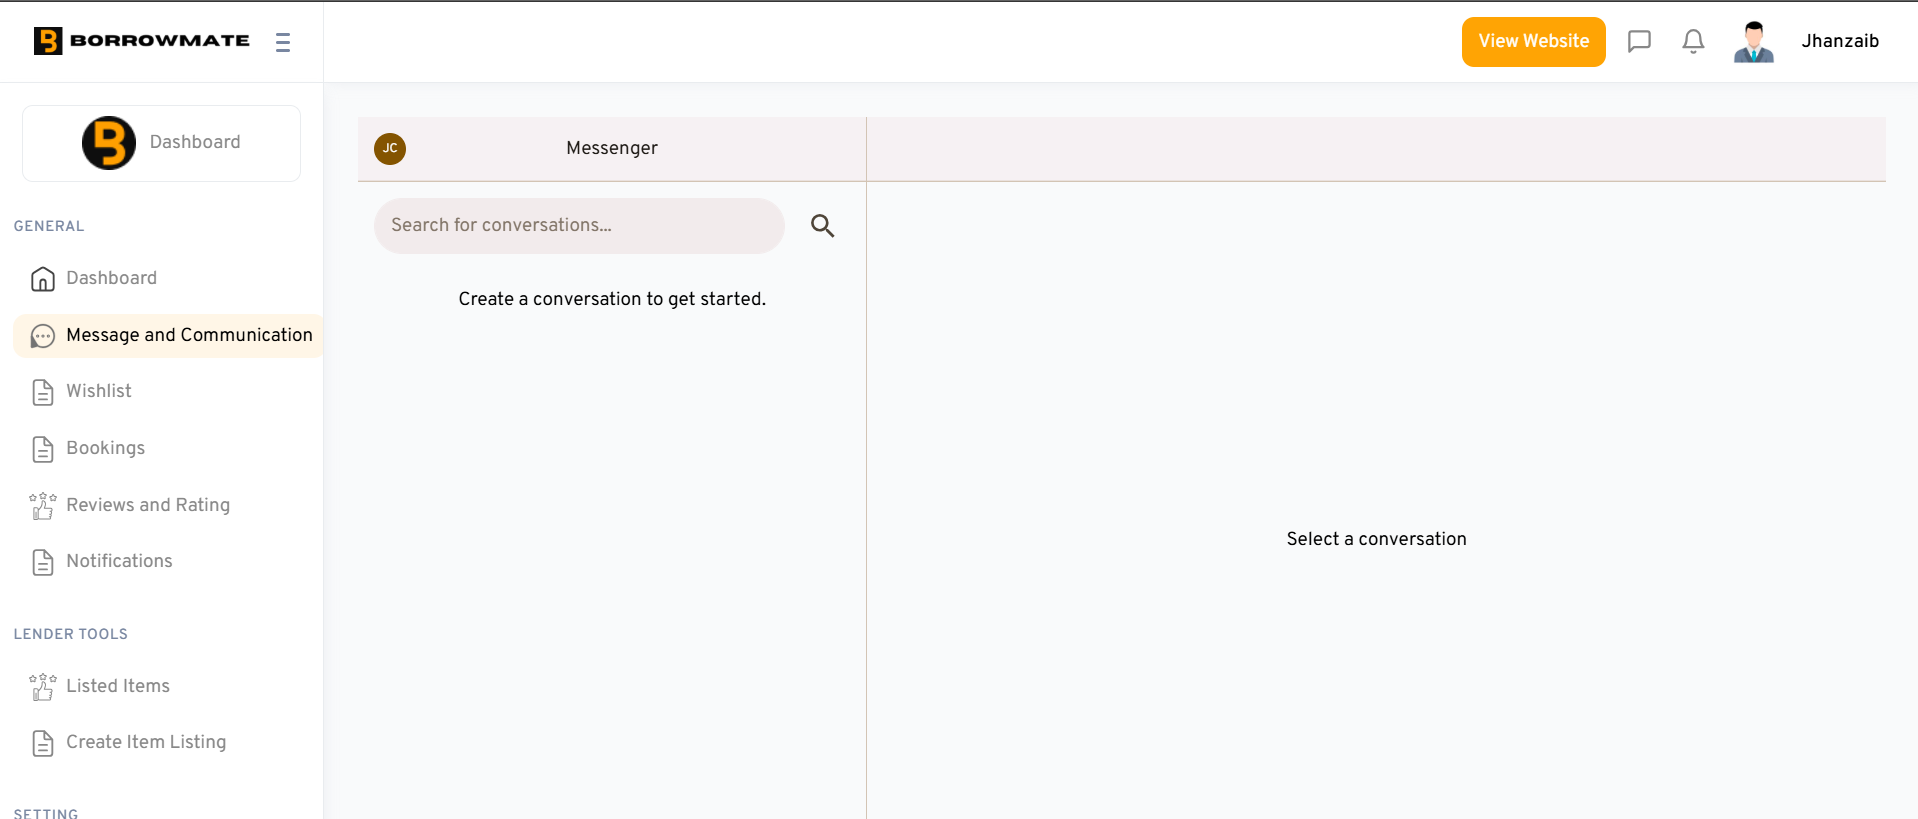 BORROWMATE
View Website
Jhanzaib
Dashboard
GENERAL
Dashboard
Message and Communication
Wishlist
Bookings
Reviews and Rating
Notifications
LENDER TOOLS
Listed Items
Create Item Listing
SETTING
JC
Messenger
Search for conversations...
Create a conversation to get started.
Select a conversation